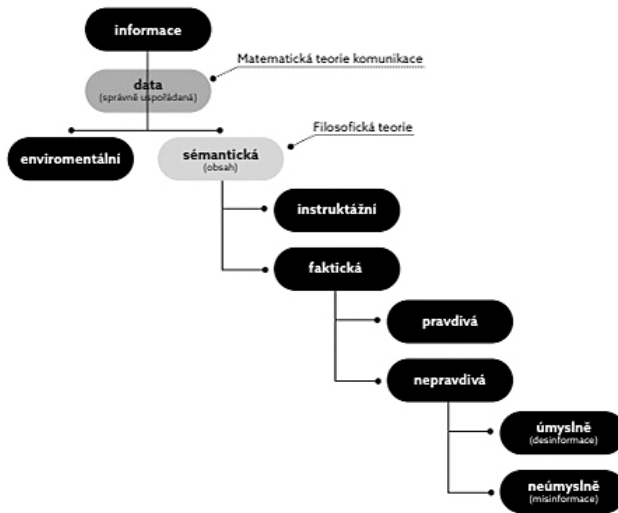 informace
Matematická teorie komunikace
data
(správně uspořádaná)
Filosofická teorie
enviromentální
sémantická
(obsah)
instruktážní
faktická
pravdivá
nepravdivá
úmyslně
(desinformace)
neúmyslně
(misinformace)